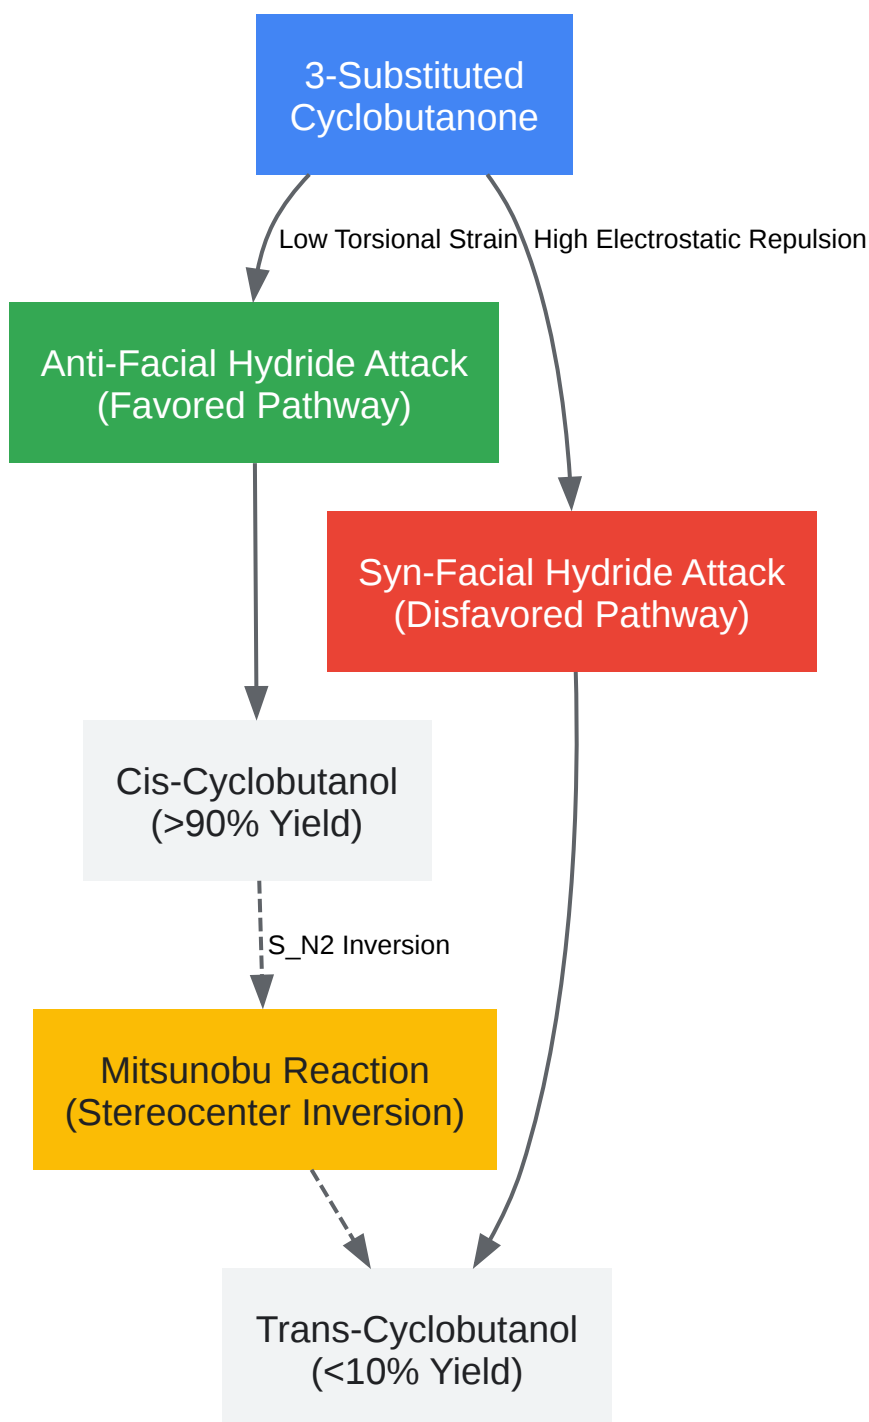 3-Substituted
Cyclobutanone
Low Torsional Strain
High Electrostatic Repulsion
Anti-Facial Hydride Attack
(Favored Pathway)
Syn-Facial Hydride Attack
(Disfavored Pathway)
Cis-Cyclobutanol
(>90% Yield)
S_N2 Inversion
Mitsunobu Reaction
(Stereocenter Inversion)
Trans-Cyclobutanol
(<10% Yield)